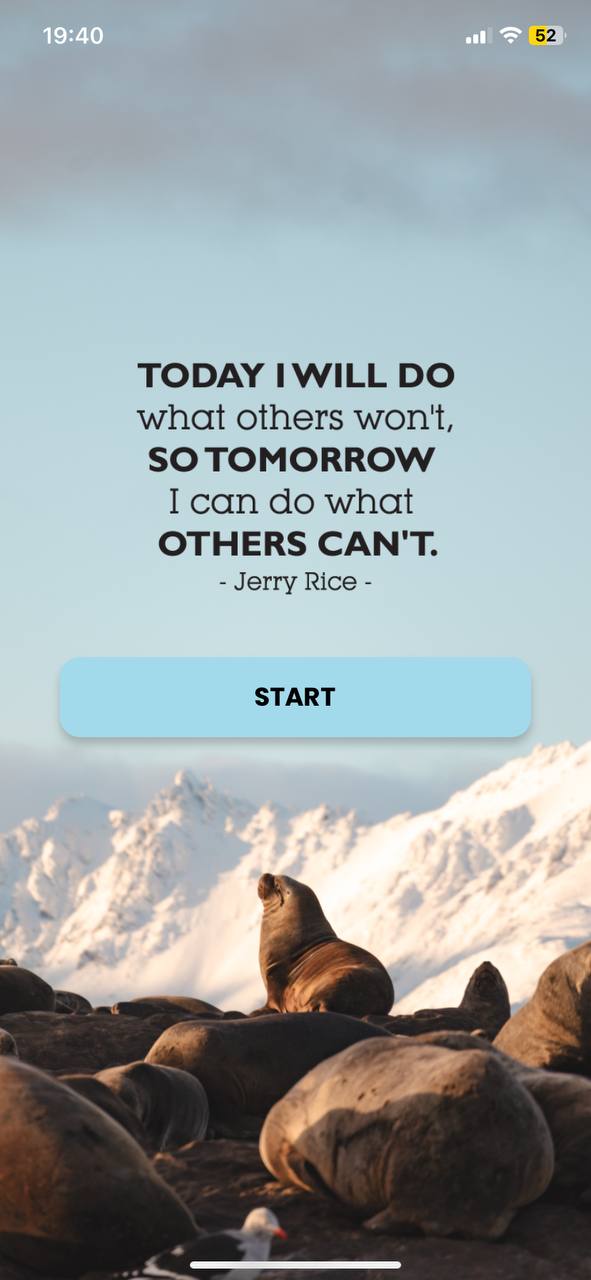 19:40
52
TODAY I WILL DO
what others won't,
SO TOMORROW
I can do what
OTHERS CAN'T.
- Jerry Rice -
START